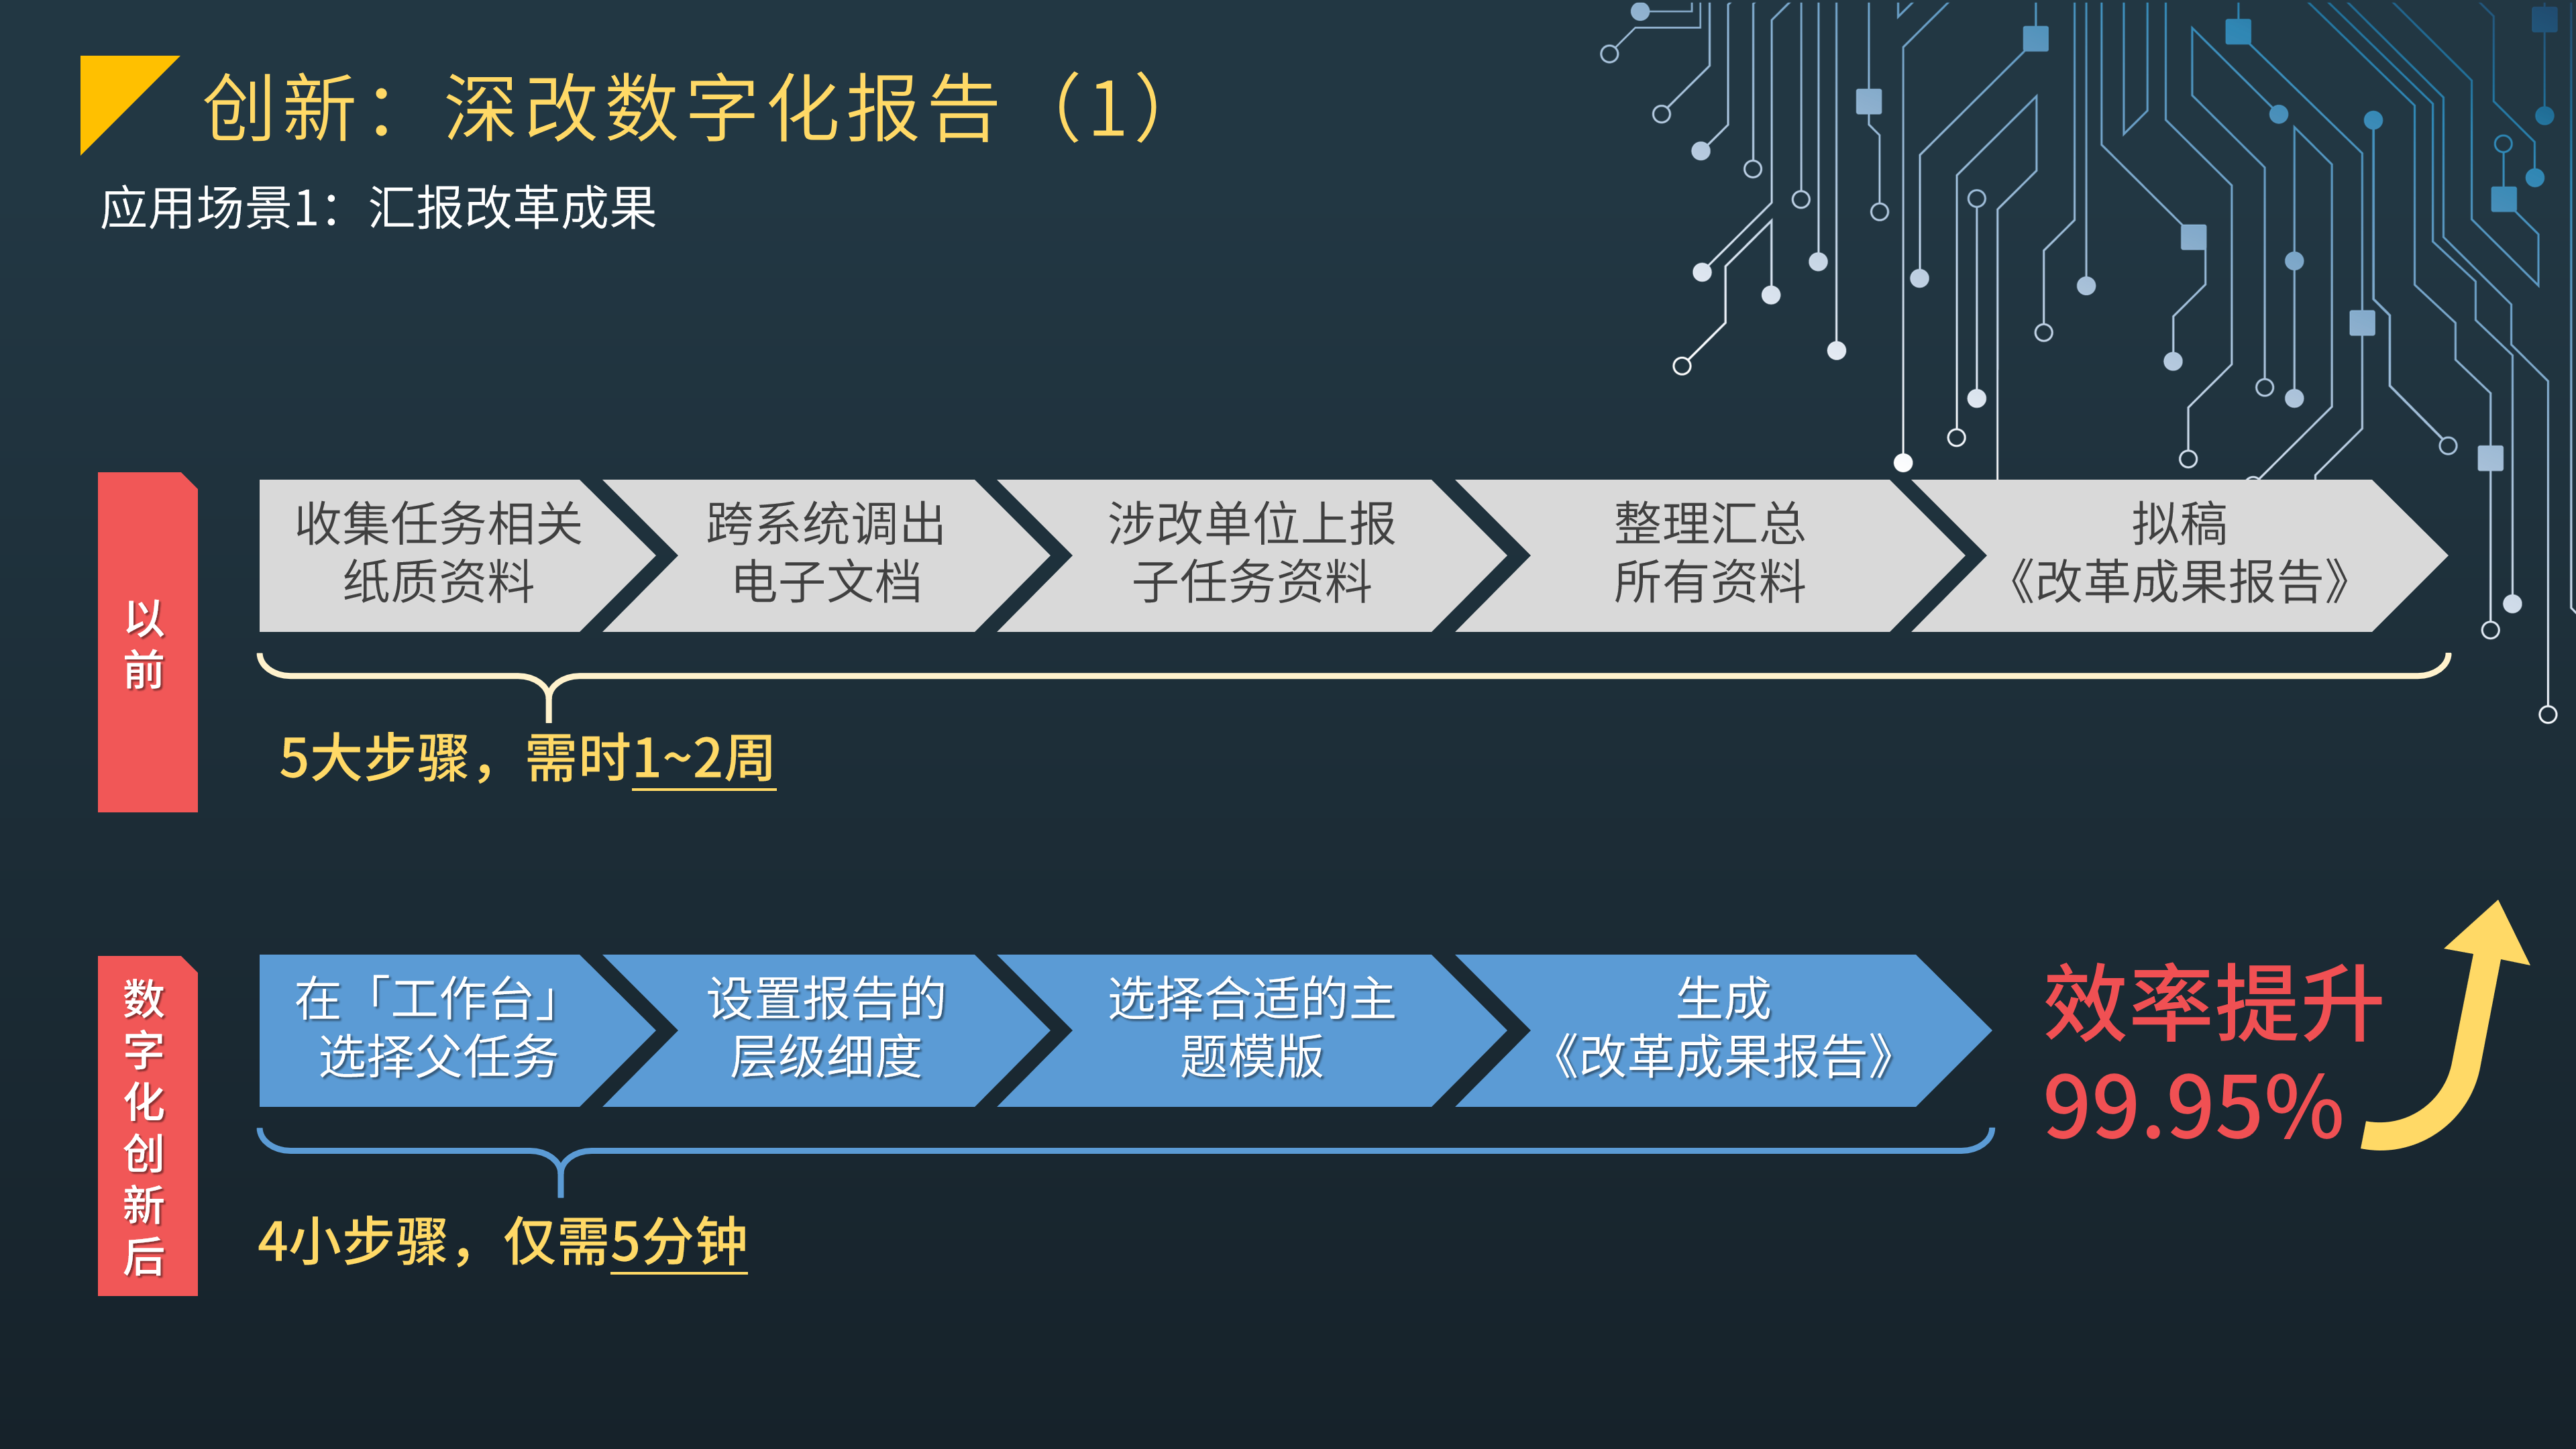 创新：深改数字化报告（1）
应用场景1：汇报改革成果
以前
收集任务相关
纸质资料
跨系统调出
电子文档
涉改单位上报
子任务资料
整理汇总
所有资料
拟稿
《改革成果报告》
5大步骤，需时1~2周
数字化创新后
在「工作台」
选择父任务
设置报告的
层级细度
选择合适的主
题模版
生成
《改革成果报告》
效率提升
99.95%
4小步骤，仅需5分钟